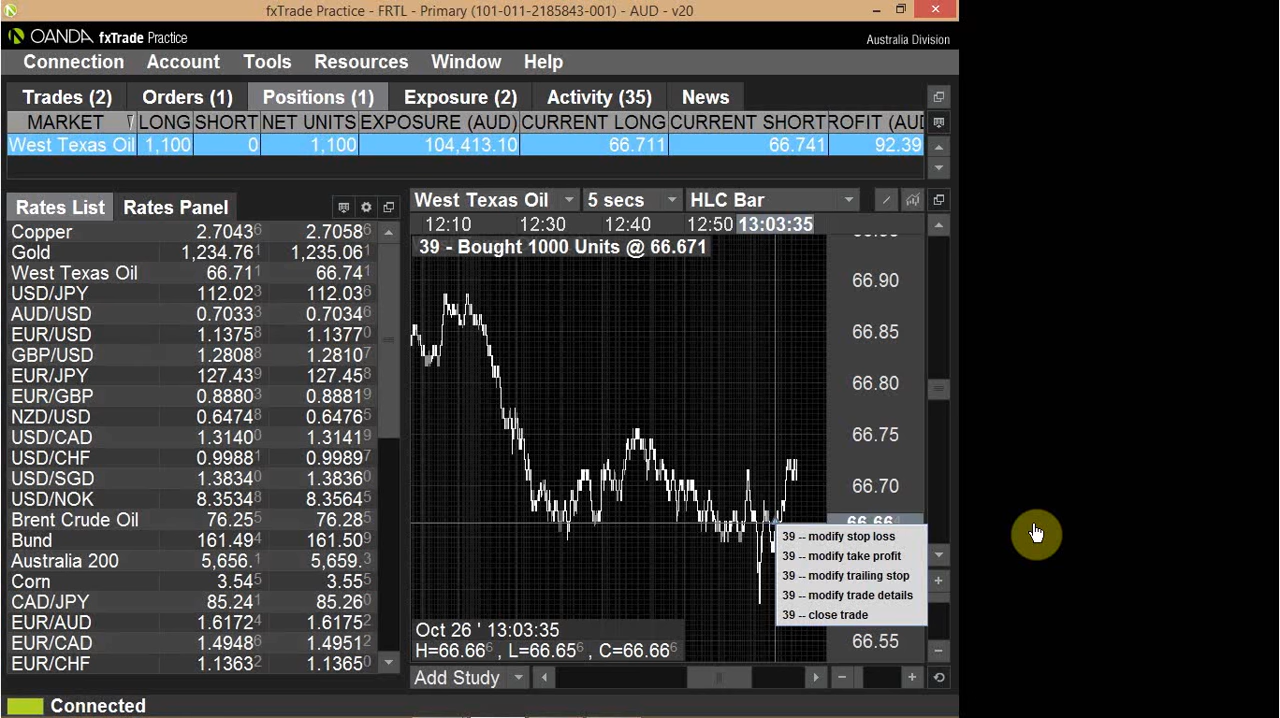 fxTrade Practice - FRTL - Primary (101-011-2185843-001) - AUD - v20
OANDA fxTrade Practice
Australia Division
Connection Account Tools Resources Window Help
Trades (2) Orders (1) Positions (1) Exposure (2) Activity (35) News
MARKET LONG SHORT NET UNITS EXPOSURE (AUD) CURRENT LONG CURRENT SHORT ROFIT (AUD
West Texas Oil 1,100 0 1,100 104,413.10 66.711 66.741 92.39
Rates List Rates Panel
Copper 2.70436 2.70586
Gold 1,234.761 1,235.061
West Texas Oil 66.711 66.741
USD/JPY 112.023 112.036
AUD/USD 0.70333 0.70346
EUR/USD 1.13758 1.13770
GBP/USD 1.28088 1.28107
EUR/JPY 127.439 127.458
EUR/GBP 0.88803 0.88819
NZD/USD 0.64748 0.64765
USD/CAD 1.31400 1.31419
USD/CHF 0.99881 0.99897
USD/SGD 1.38340 1.38360
USD/NOK 8.35348 8.35645
Brent Crude Oil 76.255 76.285
Bund 161.494 161.509
Australia 200 5,656.1 5,659.3
Corn 3.545 3.555
CAD/JPY 85.241 85.260
EUR/AUD 1.61724 1.61752
EUR/CAD 1.49486 1.49512
EUR/CHF 1.13632 1.13650
West Texas Oil 5 secs HLC Bar
12:10 12:30 12:40 12:50 13:03:35
39 - Bought 1000 Units @ 66.671
66.90
66.85
66.80
66.75
66.70
66.66
66.55
39 -- modify stop loss
39 -- modify take profit
39 -- modify trailing stop
39 -- modify trade details
39 -- close trade
Oct 26 ' 13:03:35
H=66.666 , L=66.656 , C=66.666
Add Study
Connected